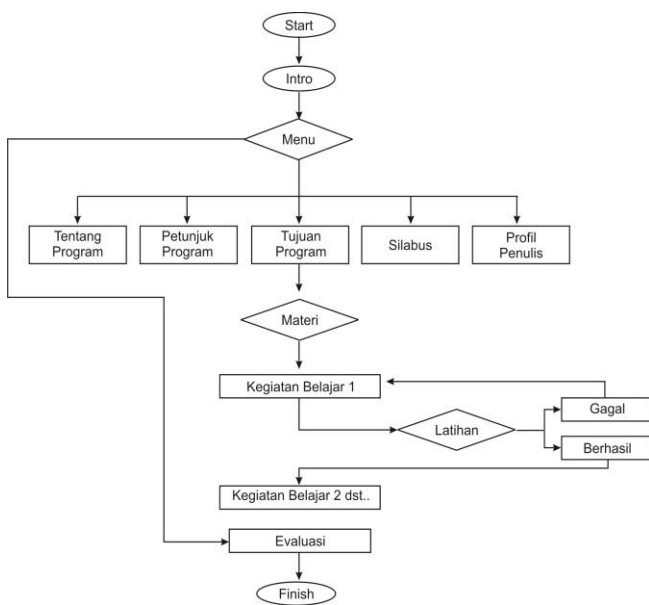 Start
Intro
Menu
Tentang
Program
Petunjuk
Program
Tujuan
Program
Silabus
Profil
Penulis
Materi
Kegiatan Belajar 1
Gagal
Latihan
Berhasil
Kegiatan Belajar 2 dst..
Evaluasi
Finish